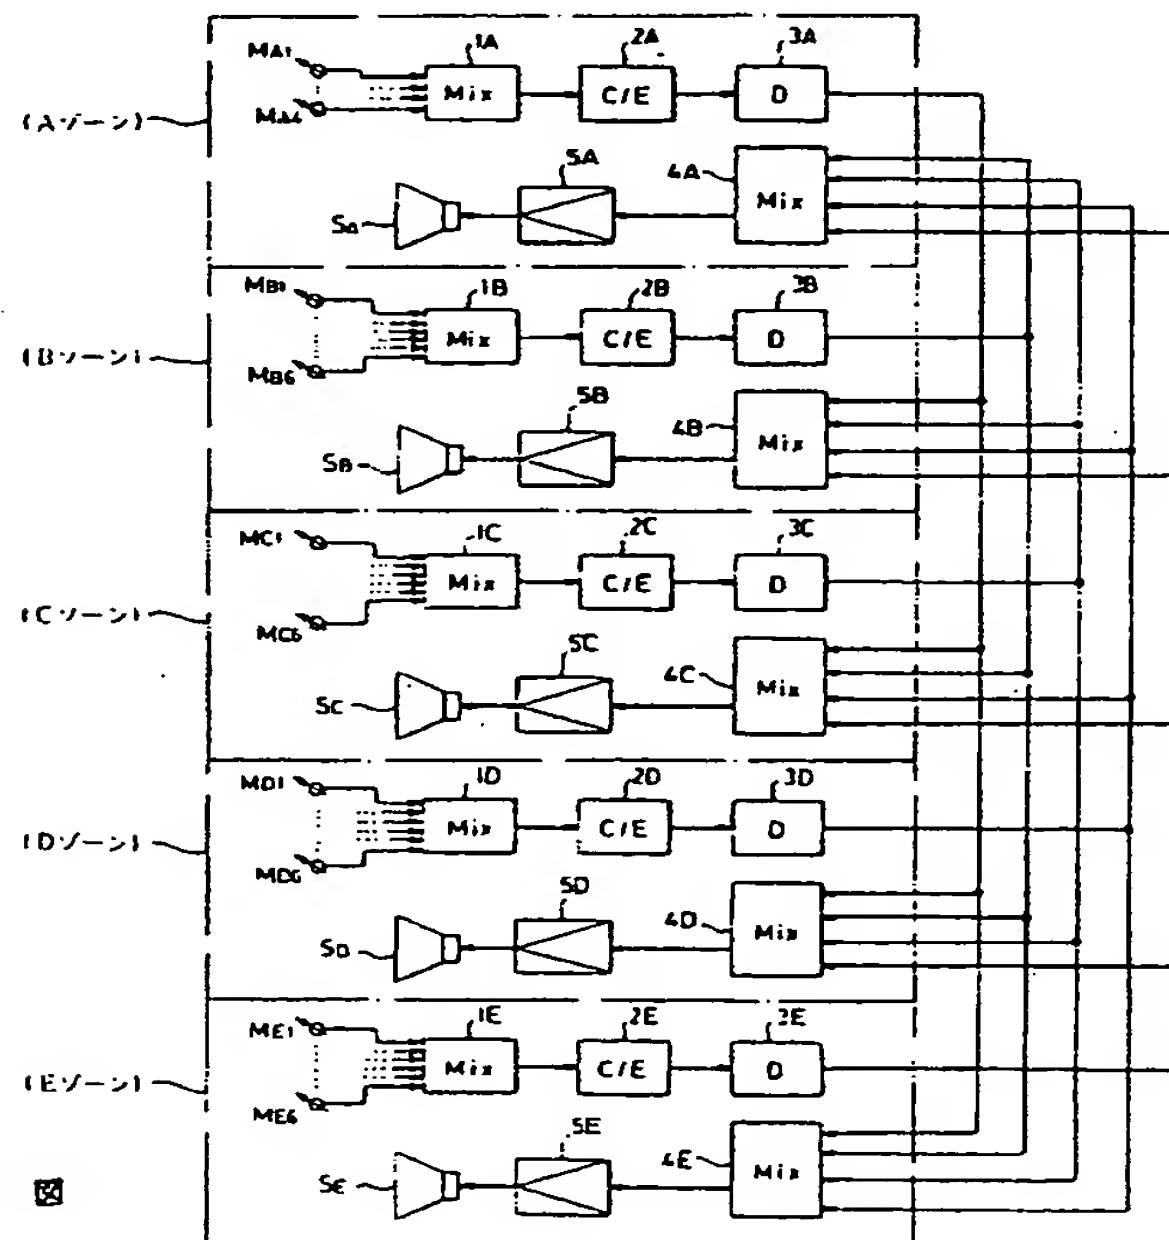 1A
2A
3A
MA1
Mix
C/E
D
MA6
(Aゾーン)
5A
4A
Mix
SA
MB1
1B
2B
3B
Mix
C/E
D
(Bゾーン)
MB6
5B
4B
Mix
SB
MC1
1C
2C
3C
Mix
C/E
D
(Cゾーン)
MC6
5C
4C
Mix
SC
MD1
1D
2D
3D
Mix
C/E
D
(Dゾーン)
MD6
5D
4D
Mix
SD
ME1
1E
2E
3E
Mix
C/E
D
(Eゾーン)
ME6
5E
4E
Mix
SE
図